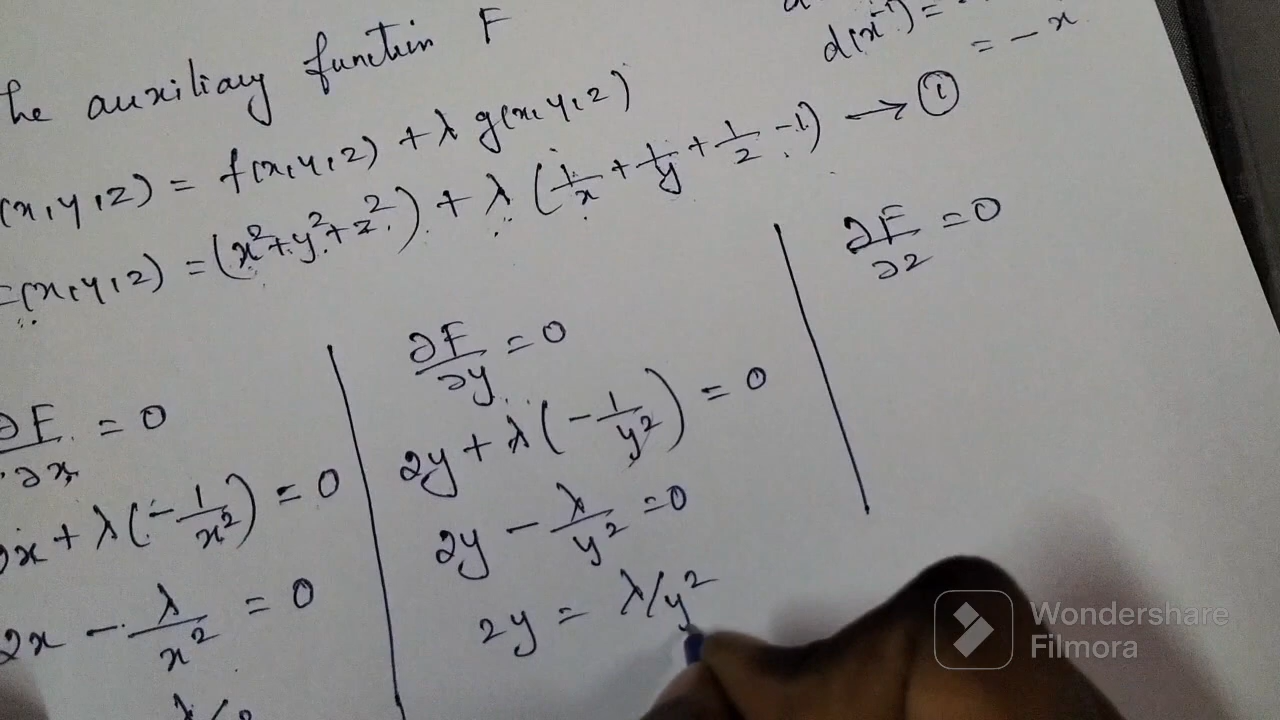 he auxiliary function F
d(x⁻¹) =
= - x
(x,y,z) = f(x,y,z) + λ g(x,y,z)
=(x,y,z) = (x²+y²+z²) + λ (1/x + 1/y + 1/z - 1) → ①
∂F/∂x = 0
2x + λ(-1/x²) = 0
2x - λ/x² = 0
∂F/∂y = 0
2y + λ(-1/y²) = 0
2y - λ/y² = 0
2y = λ/y²
∂F/∂z = 0
Wondershare
Filmora